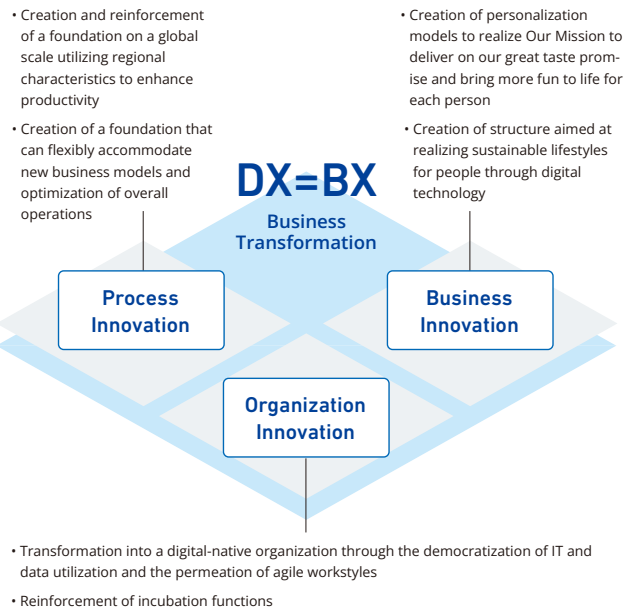 • Creation and reinforcement
of a foundation on a global
scale utilizing regional
characteristics to enhance
productivity
• Creation of a foundation that
can flexibly accommodate
new business models and
optimization of overall
operations
• Creation of personalization
models to realize Our Mission to
deliver on our great taste prom-
ise and bring more fun to life for
each person
• Creation of structure aimed at
realizing sustainable lifestyles
for people through digital
technology
DX=BX
Business
Transformation
Process
Innovation
Business
Innovation
Organization
Innovation
• Transformation into a digital-native organization through the democratization of IT and
data utilization and the permeation of agile workstyles
• Reinforcement of incubation functions